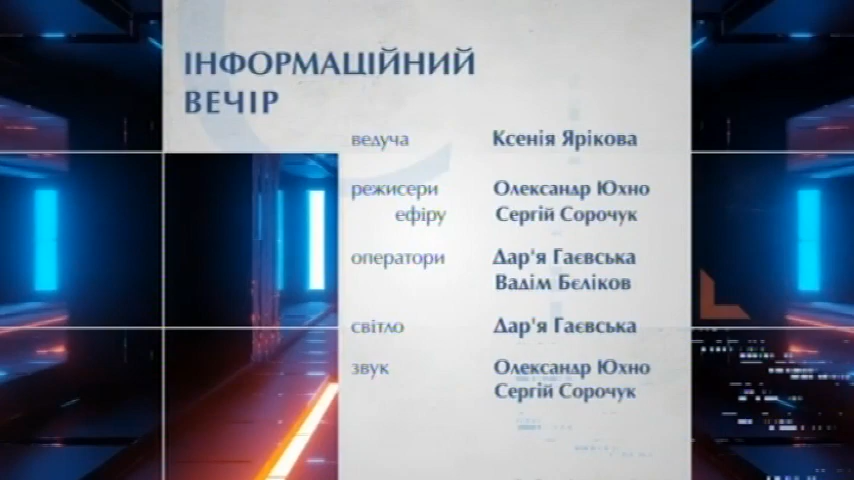 ІНФОРМАЦІЙНИЙ
ВЕЧІР
ведуча Ксенія Ярікова
режисери Олександр Юхно
ефіру Сергій Сорочук
оператори Дар'я Гаєвська
Вадім Бєліков
світло Дар'я Гаєвська
звук Олександр Юхно
Сергій Сорочук